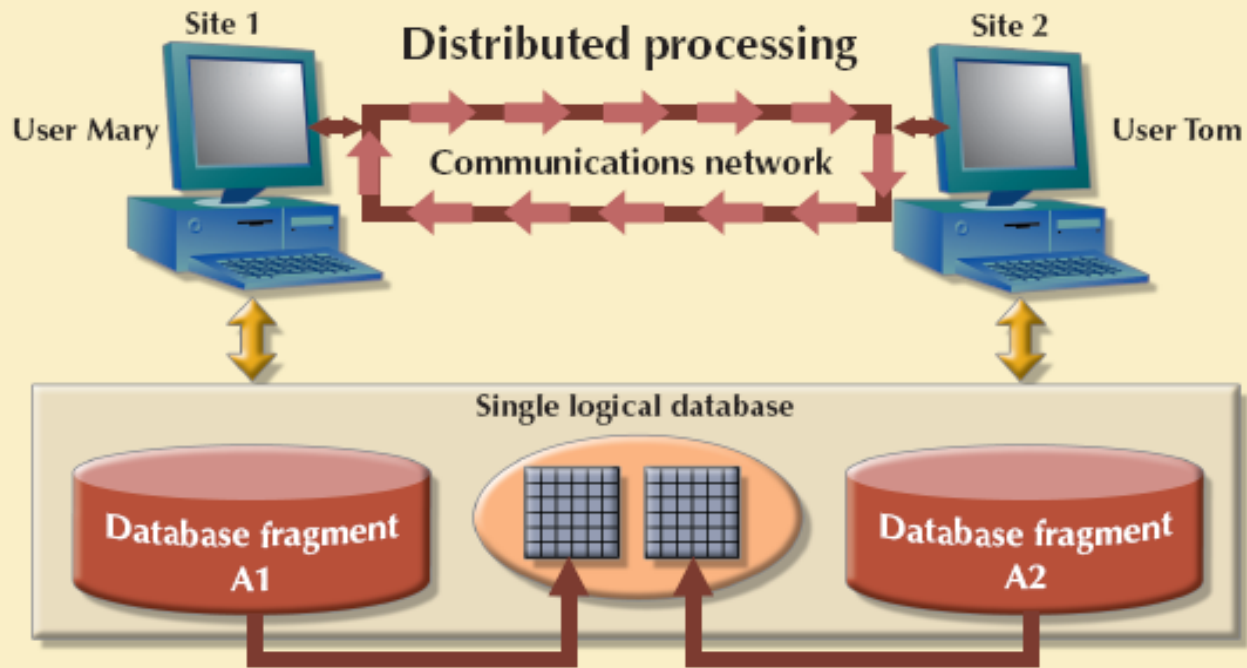 Site 1
Distributed processing
Site 2
User Mary
User Tom
Communications network
Single logical database
Database fragment
A1
Database fragment
A2